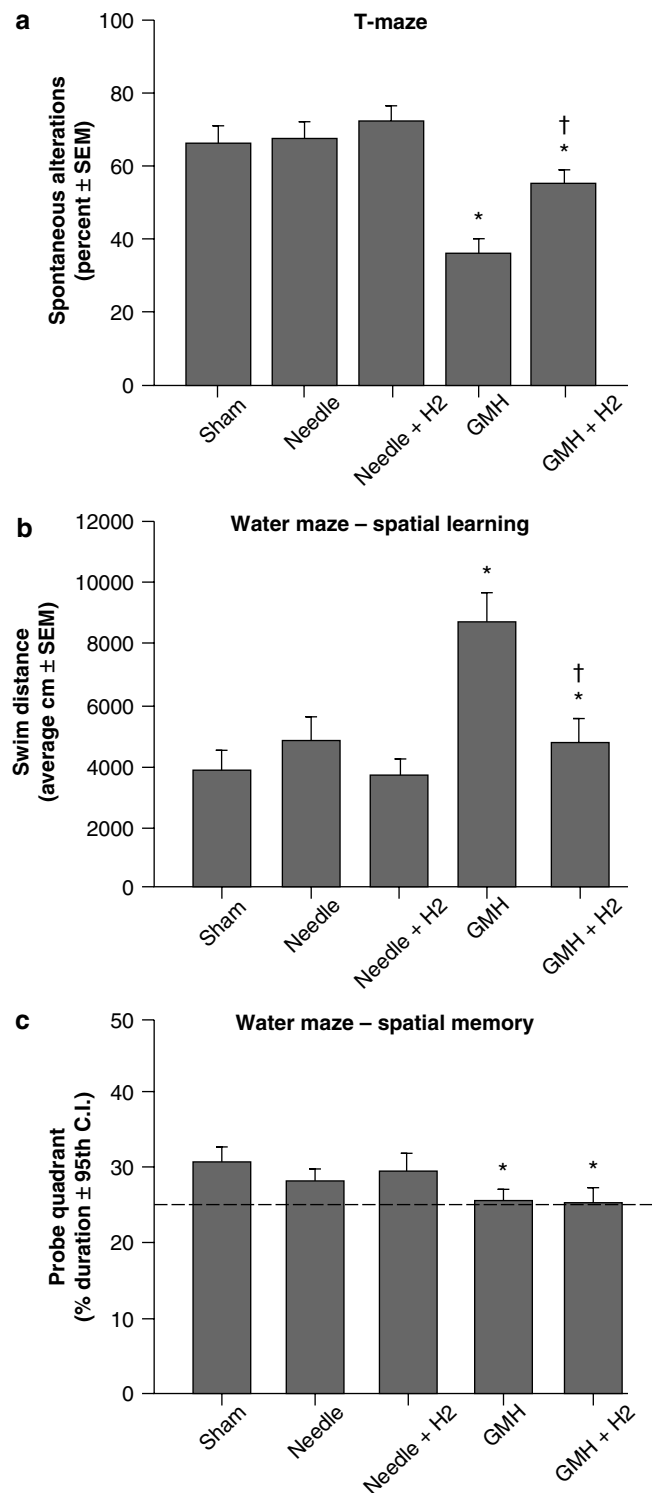 a
T-maze
Spontaneous alterations
(percent ± SEM)
100
80
60
40
20
0
*
†
*
Sham
Needle
Needle + H2
GMH
GMH + H2
b
Water maze – spatial learning
Swim distance
(average cm ± SEM)
12000
10000
8000
6000
4000
2000
0
*
†
*
Sham
Needle
Needle + H2
GMH
GMH + H2
c
Water maze – spatial memory
Probe quadrant
(% duration ± 95th C.I.)
50
40
30
20
10
0
*
*
Sham
Needle
Needle + H2
GMH
GMH + H2